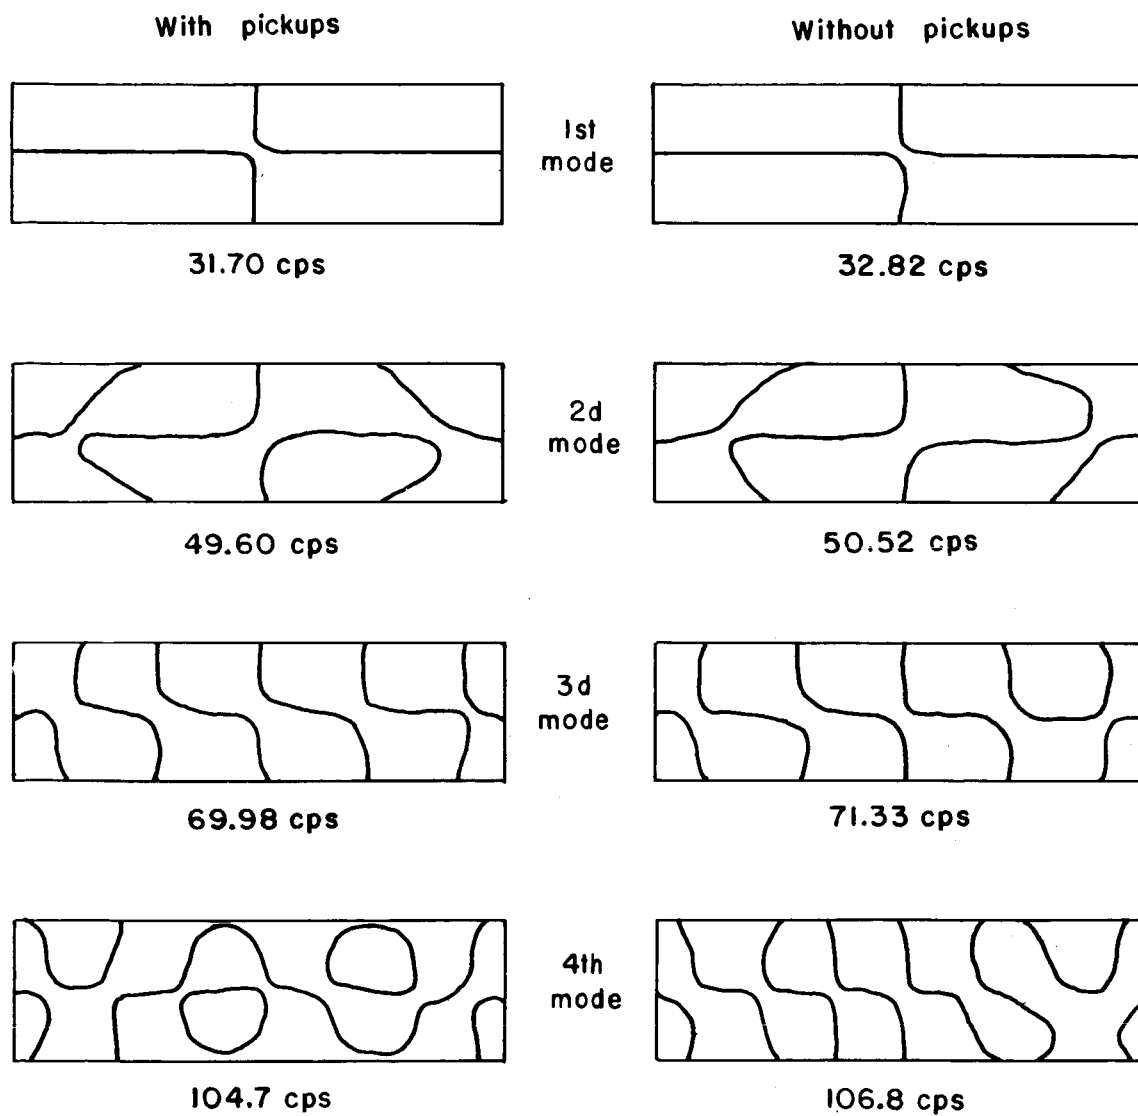 With pickups
Without pickups
1st
mode
31.70 cps
32.82 cps
2d
mode
49.60 cps
50.52 cps
3d
mode
69.98 cps
71.33 cps
4th
mode
104.7 cps
106.8 cps